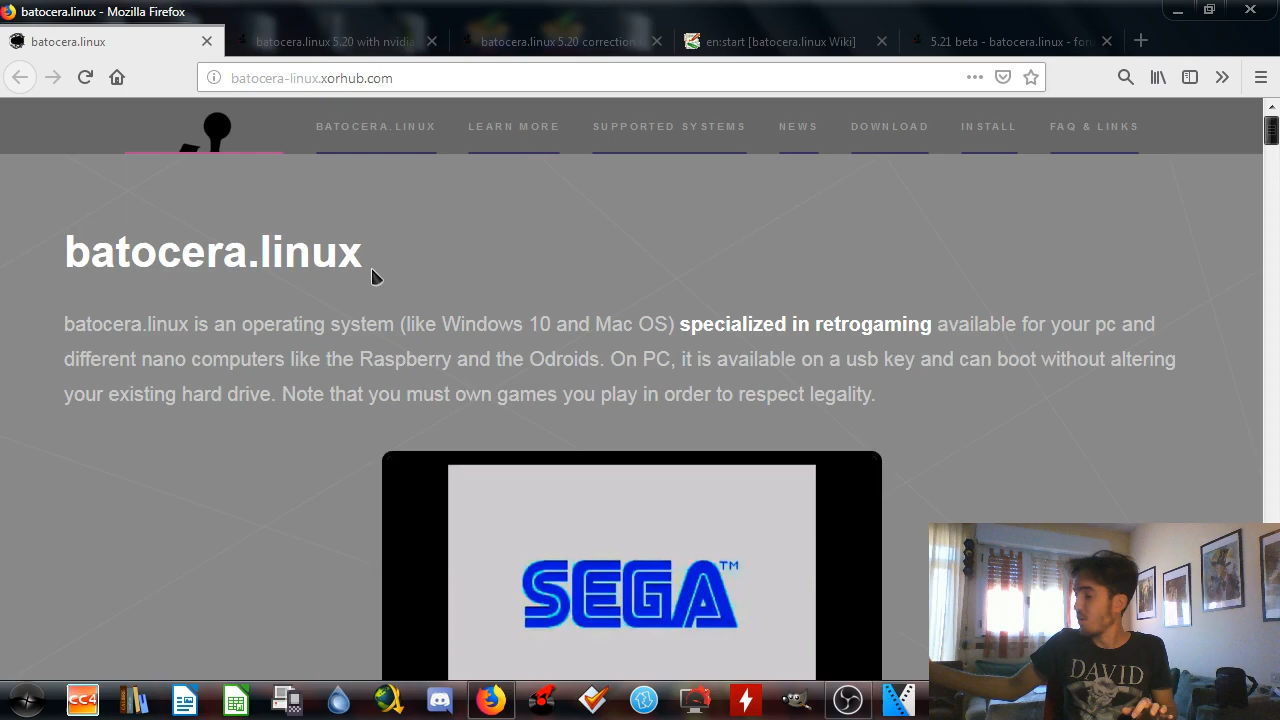 batocera.linux - Mozilla Firefox
batocera.linux
batocera.linux 5.20 with nvidia
batocera.linux 5.20 correction
en:start [batocera.linux Wiki]
5.21 beta - batocera.linux - foru
batocera-linux.xorhub.com
BATOCERA.LINUX LEARN MORE SUPPORTED SYSTEMS NEWS DOWNLOAD INSTALL FAQ & LINKS
batocera.linux
batocera.linux is an operating system (like Windows 10 and Mac OS) specialized in retrogaming available for your pc and
different nano computers like the Raspberry and the Odroids. On PC, it is available on a usb key and can boot without altering
your existing hard drive. Note that you must own games you play in order to respect legality.
SEGA™
DAVID
CC4